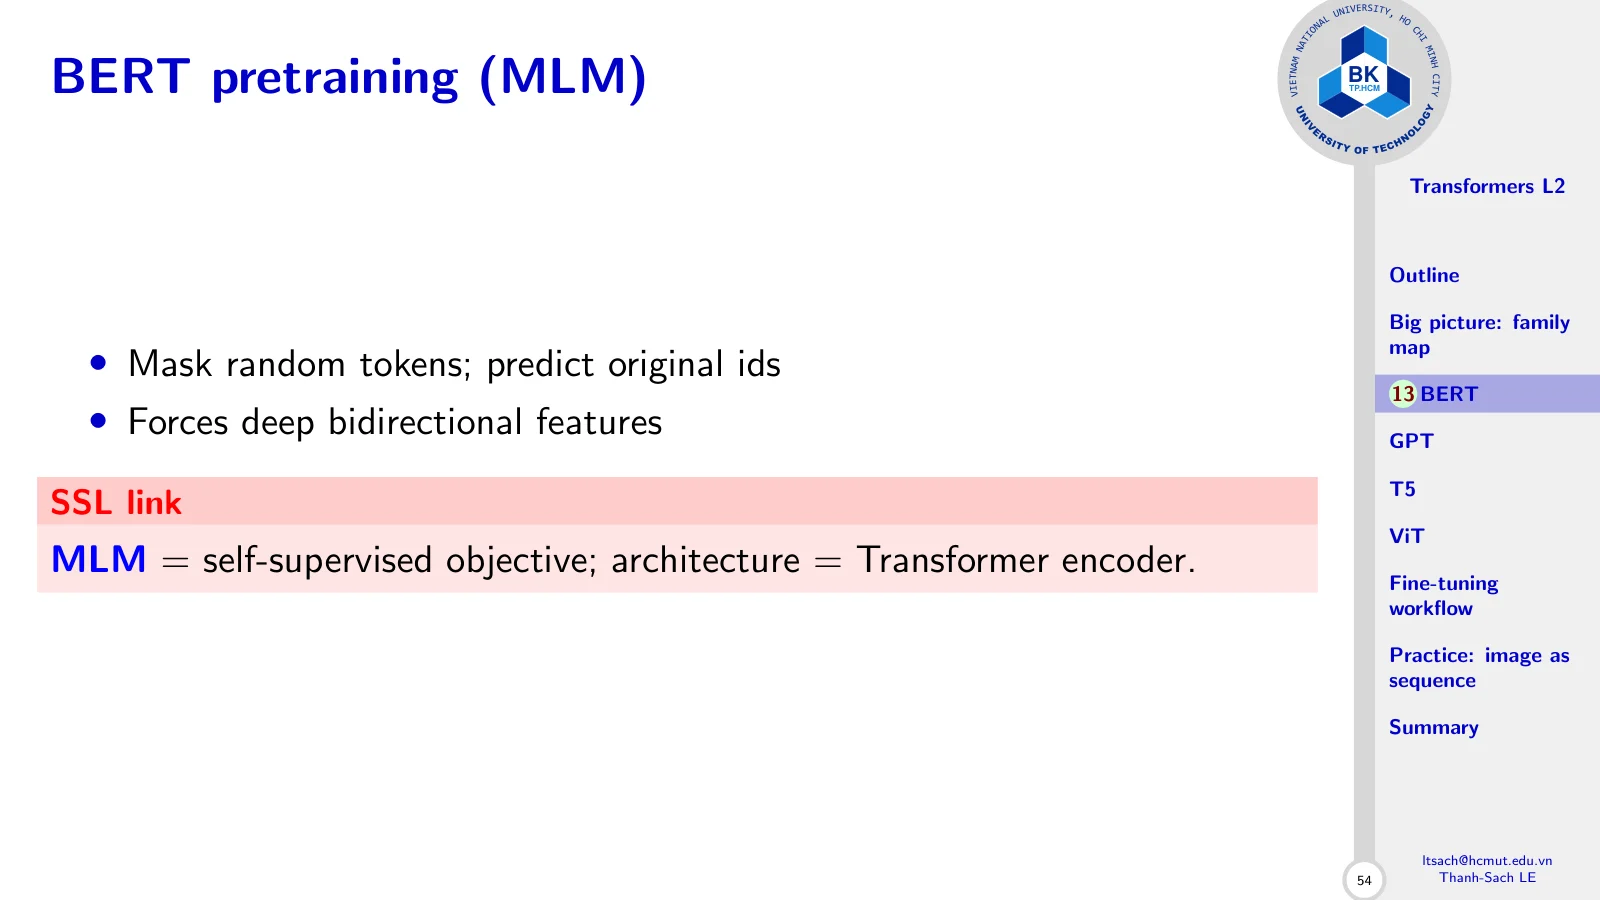 BERT pretraining (MLM)
• Mask random tokens; predict original ids
• Forces deep bidirectional features
SSL link
MLM = self-supervised objective; architecture = Transformer encoder.
VIETNAM NATIONAL UNIVERSITY, HO CHI MINH CITY
BK
TP.HCM
UNIVERSITY OF TECHNOLOGY
Transformers L2
Outline
Big picture: family
map
13 BERT
GPT
T5
ViT
Fine-tuning
workflow
Practice: image as
sequence
Summary
ltsach@hcmut.edu.vn
Thanh-Sach LE
54